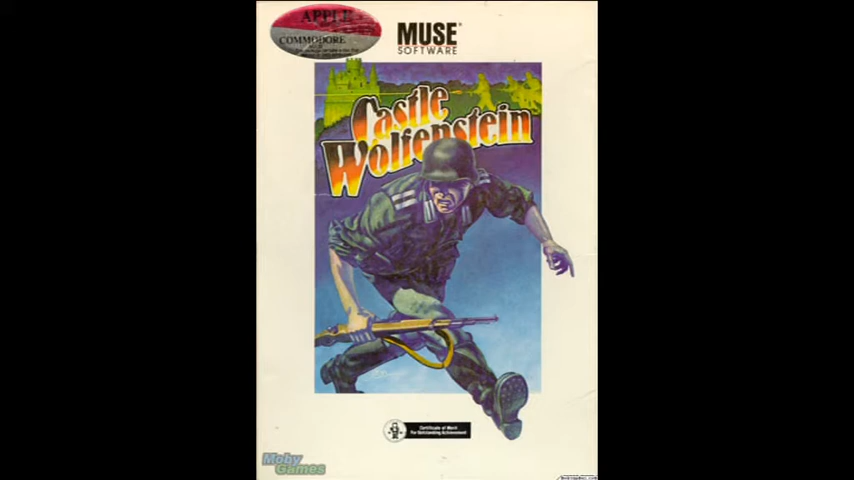 APPLE
COMMODORE
MUSE
SOFTWARE
Castle
Wolfenstein
Certificate of Merit
For Outstanding Achievement
Moby
Games